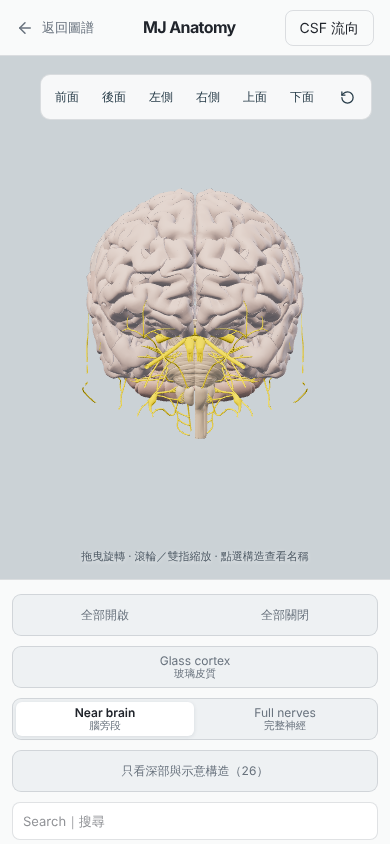 返回圖譜
MJ Anatomy
CSF 流向
前面 後面 左側 右側 上面 下面
拖曳旋轉 · 滾輪／雙指縮放 · 點選構造查看名稱
全部開啟 全部關閉
Glass cortex
玻璃皮質
Near brain Full nerves
腦旁段 完整神經
只看深部與示意構造（26）
Search｜搜尋